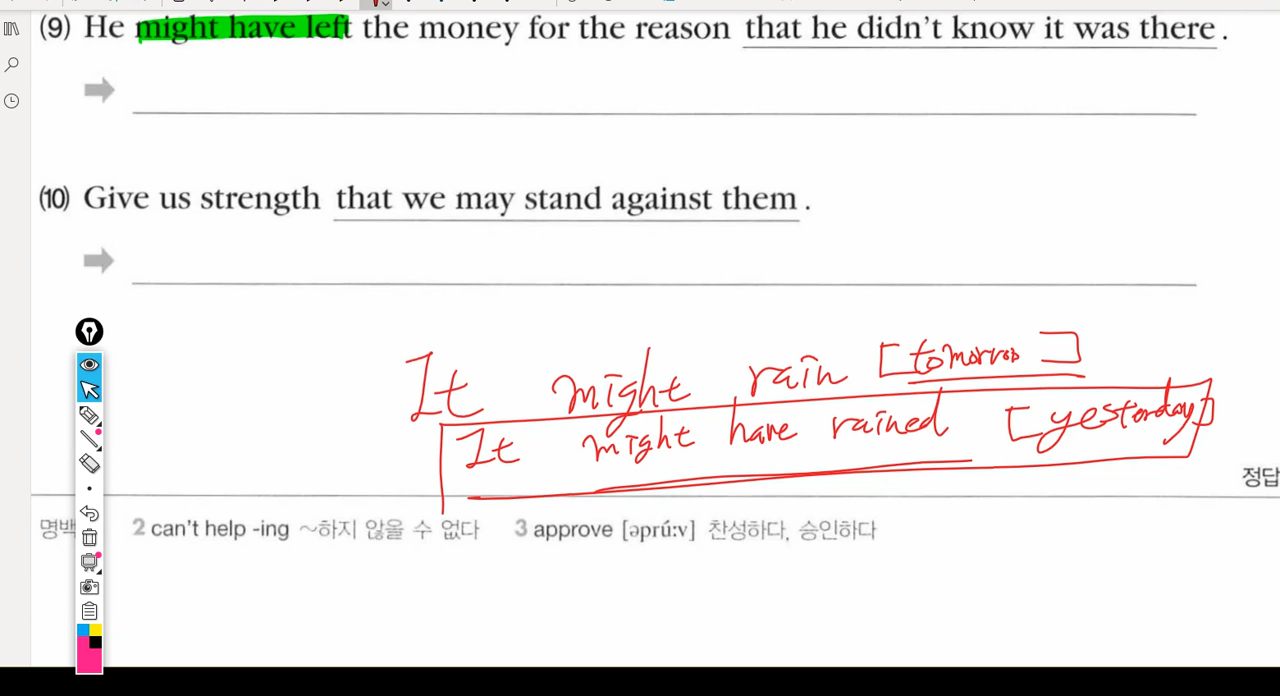 (9) He might have left the money for the reason that he didn't know it was there.
(10) Give us strength that we may stand against them.
It might rain [tomorrow]
It might have rained [yesterday]
정답
명백 2 can't help -ing ~하지 않을 수 없다 3 approve [əprúːv] 찬성하다, 승인하다